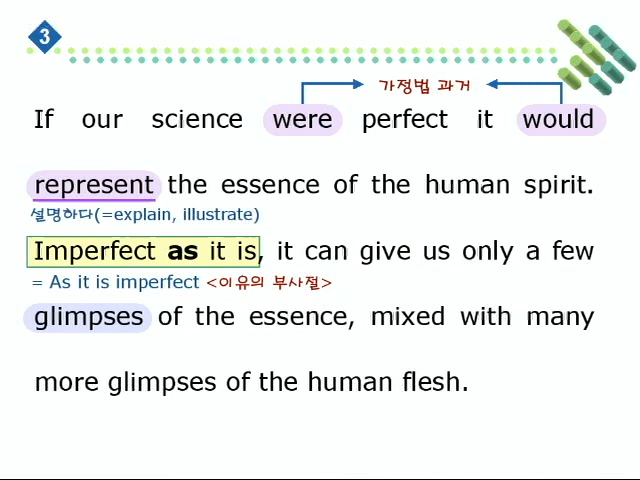 3
가정법 과거
If our science were perfect it would
represent the essence of the human spirit.
설명하다(=explain, illustrate)
Imperfect as it is, it can give us only a few
= As it is imperfect <이유의 부사절>
glimpses of the essence, mixed with many
more glimpses of the human flesh.